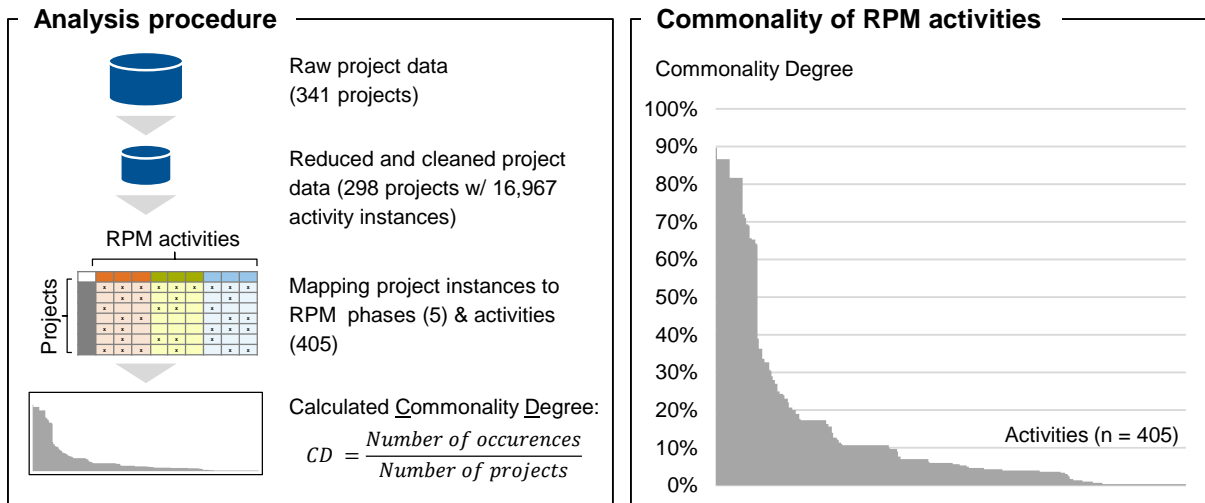 Analysis procedure
Raw project data
(341 projects)
Reduced and cleaned project
data (298 projects w/ 16,967
activity instances)
RPM activities
Projects
x x x x x x x x x
x x x x
x x x x
x x x x
x x x x x
x x x x x
x x x x
Mapping project instances to
RPM phases (5) & activities
(405)
Calculated Commonality Degree:
CD = Number of occurences
Number of projects
Commonality of RPM activities
Commonality Degree
100%
90%
80%
70%
60%
50%
40%
30%
20%
10%
0%
Activities (n = 405)